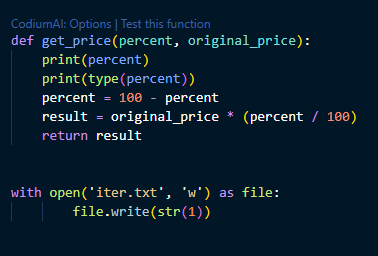 CodiumAI: Options | Test this function
def get_price(percent, original_price):
    print(percent)
    print(type(percent))
    percent = 100 - percent
    result = original_price * (percent / 100)
    return result
with open('iter.txt', 'w') as file:
        file.write(str(1))